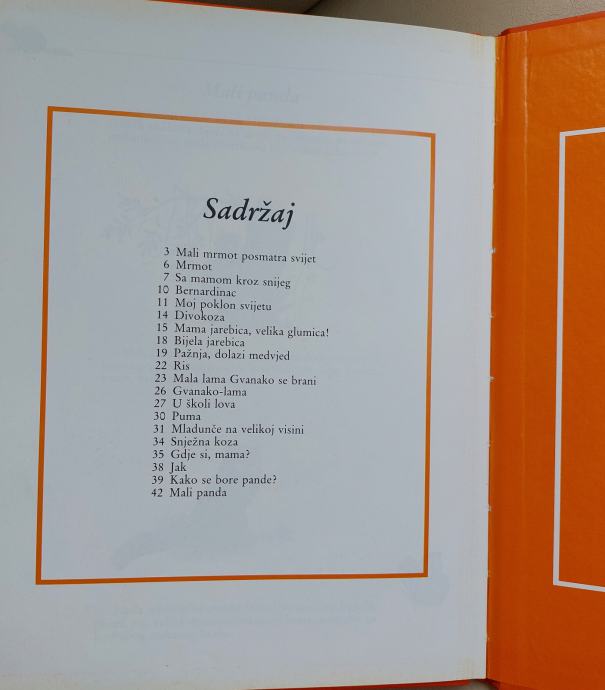 Sadržaj
3 Mali mrmot posmatra svijet
6 Mrmot
7 Sa mamom kroz snijeg
10 Bernardinac
11 Moj poklon svijetu
14 Divokoza
15 Mama jarebica, velika glumica!
18 Bijela jarebica
19 Pažnja, dolazi medvjed
22 Ris
23 Mala lama Gvanako se brani
26 Gvanako-lama
27 U školi lova
30 Puma
31 Mladunče na velikoj visini
34 Snježna koza
35 Gdje si, mama?
38 Jak
39 Kako se bore pande?
42 Mali panda